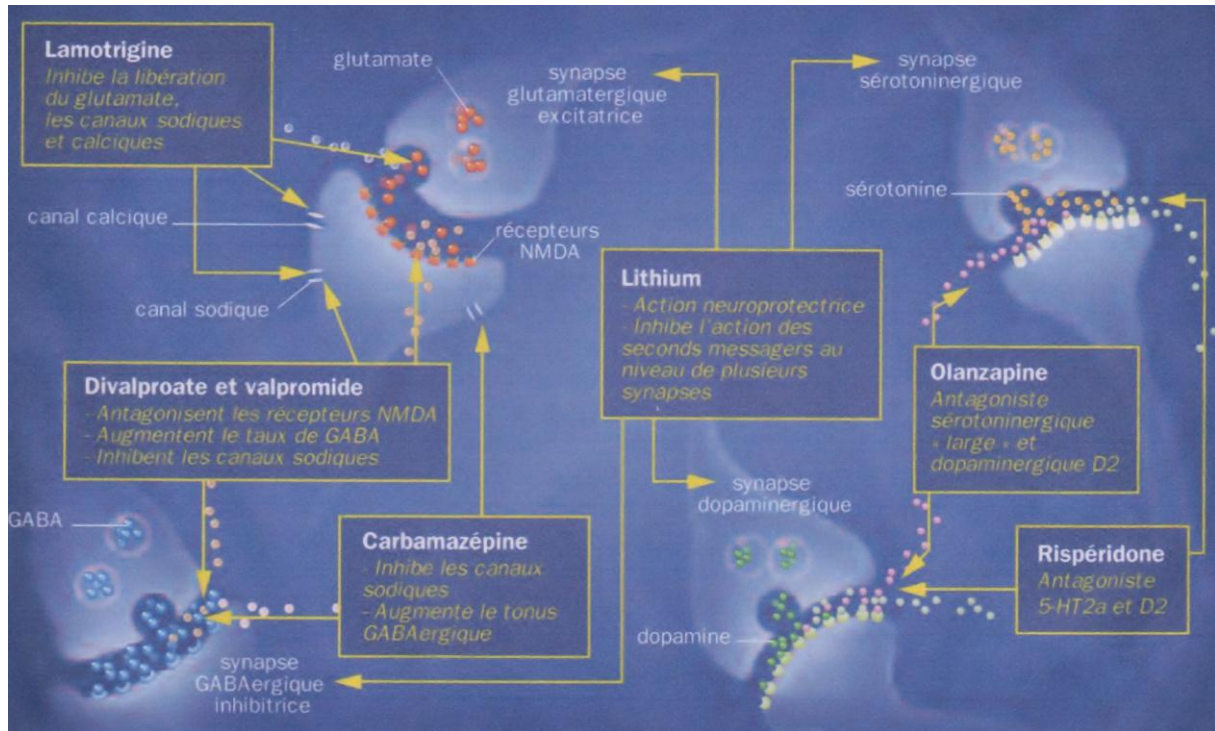 Lamotrigine
Inhibe la libération
du glutamate,
les canaux sodiques
et calciques
glutamate
synapse
glutamatergique
excitatrice
synapse
sérotoninergique
sérotonine
canal calcique
récepteurs
NMDA
canal sodique
Lithium
- Action neuroprotectrice
- Inhibe l'action des
seconds messagers au
niveau de plusieurs
synapses
Divalproate et valpromide
- Antagonisent les récepteurs NMDA
- Augmentent le taux de GABA
- Inhibent les canaux sodiques
Olanzapine
Antagoniste
sérotoninergique
« large » et
dopaminergique D2
synapse
dopaminergique
GABA
Carbamazépine
- Inhibe les canaux
sodiques
- Augmente le tonus
GABAergique
Rispéridone
Antagoniste
5-HT2a et D2
dopamine
synapse
GABAergique
inhibitrice